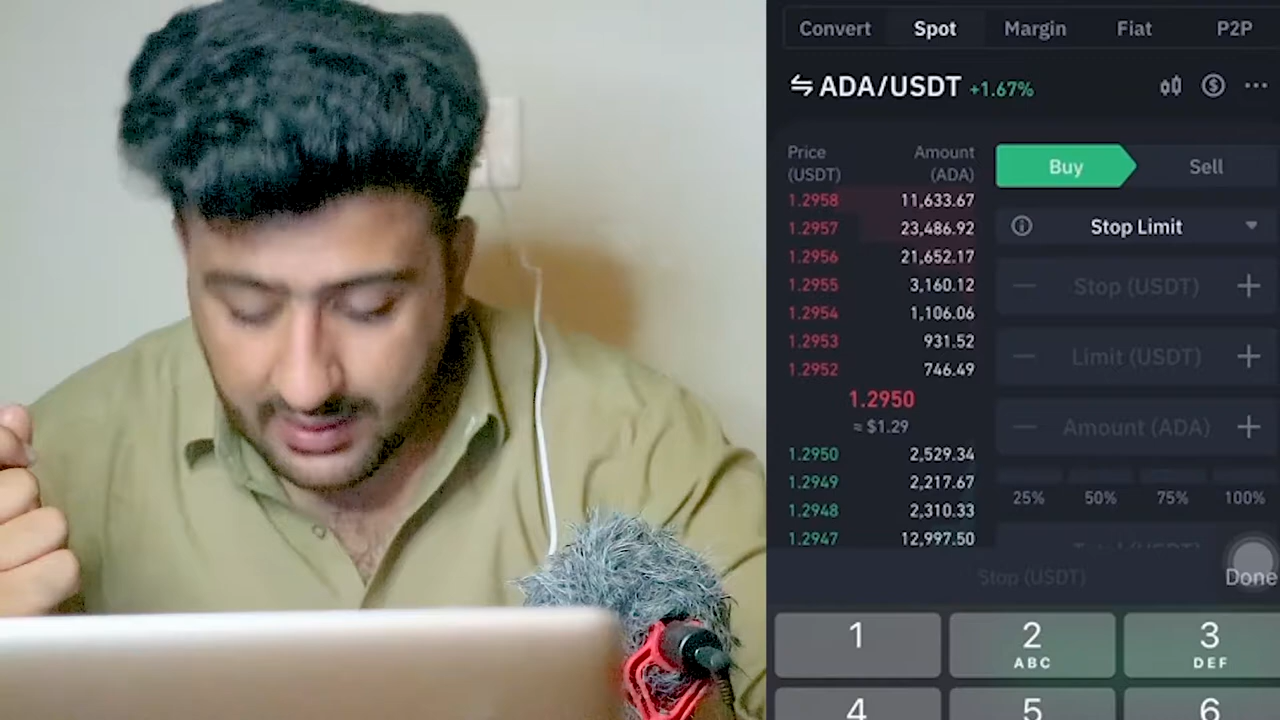 Convert Spot Margin Fiat P2P
ADA/USDT +1.67%
Price (USDT) Amount (ADA)
1.2958 11,633.67
1.2957 23,486.92
1.2956 21,652.17
1.2955 3,160.12
1.2954 1,106.06
1.2953 931.52
1.2952 746.49
1.2950
≈ $1.29
1.2950 2,529.34
1.2949 2,217.67
1.2948 2,310.33
1.2947 12,997.50
Buy Sell
Stop Limit
Stop (USDT)
Limit (USDT)
Amount (ADA)
25% 50% 75% 100%
Stop (USDT)
Done
1 2 3
ABC DEF
4 5 6